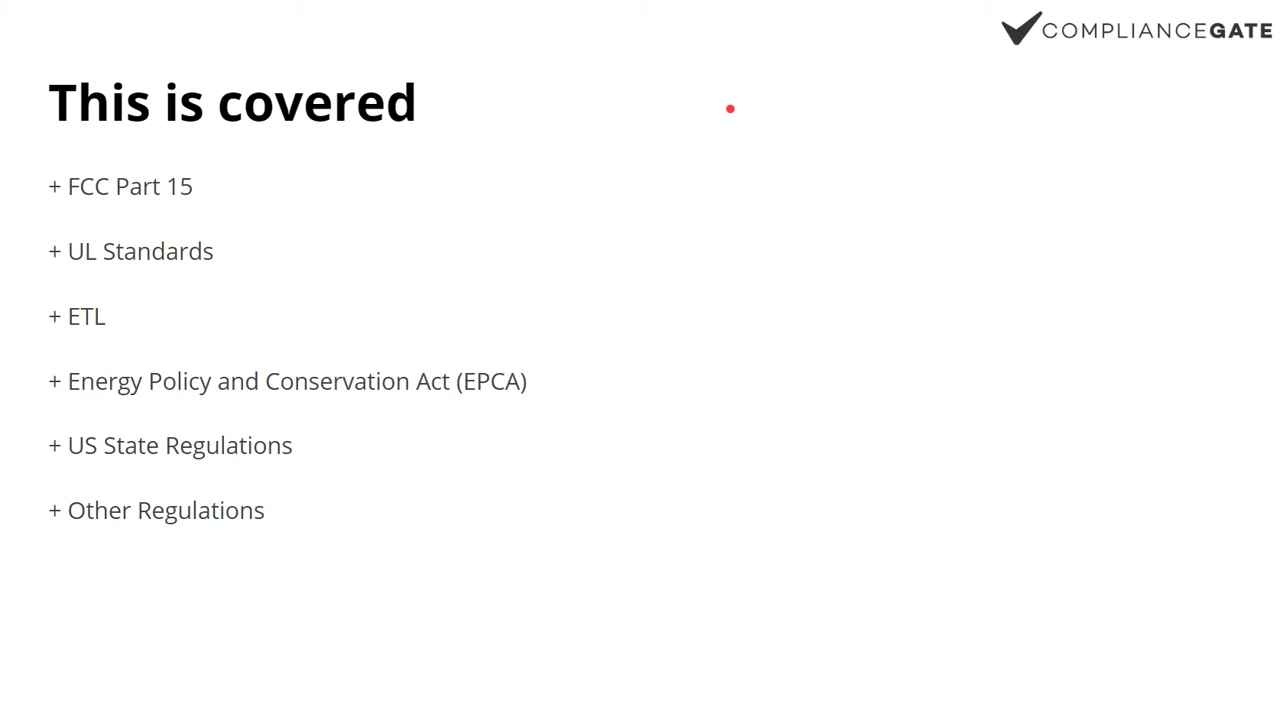 COMPLIANCEGATE
This is covered
+ FCC Part 15
+ UL Standards
+ ETL
+ Energy Policy and Conservation Act (EPCA)
+ US State Regulations
+ Other Regulations